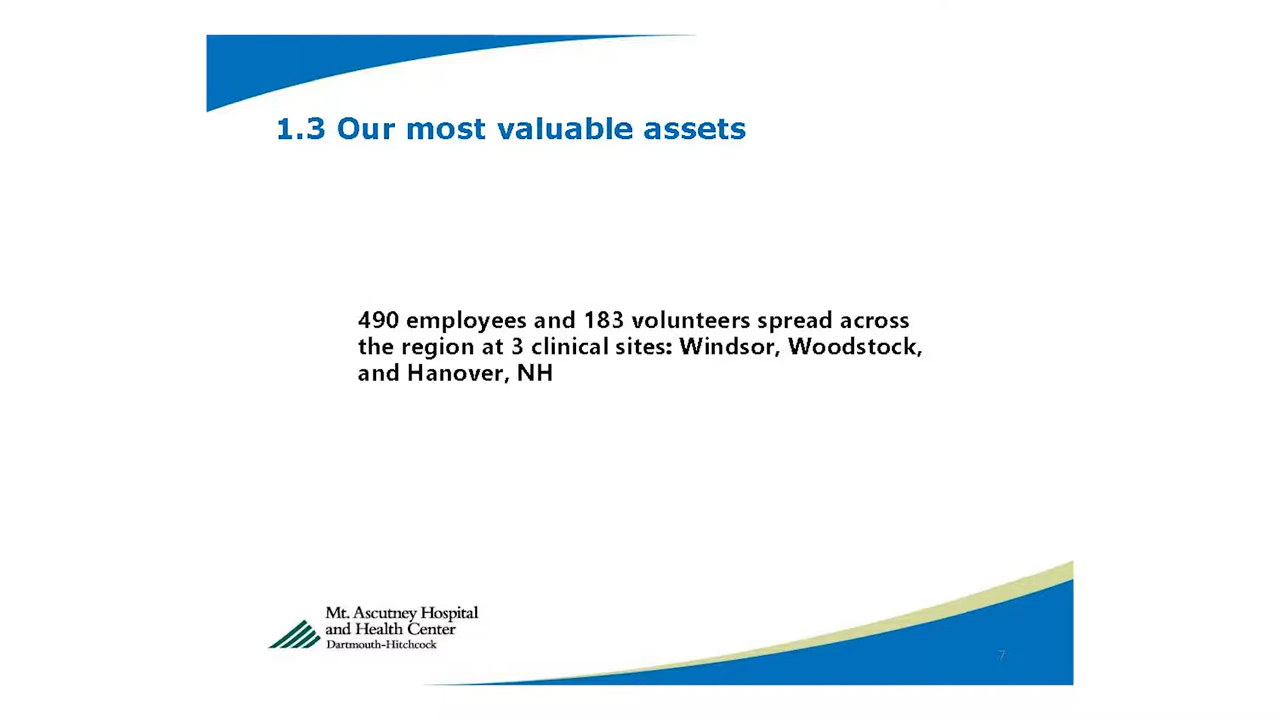 1.3 Our most valuable assets
490 employees and 183 volunteers spread across
the region at 3 clinical sites: Windsor, Woodstock,
and Hanover, NH
Mt. Ascutney Hospital
and Health Center
Dartmouth-Hitchcock
7